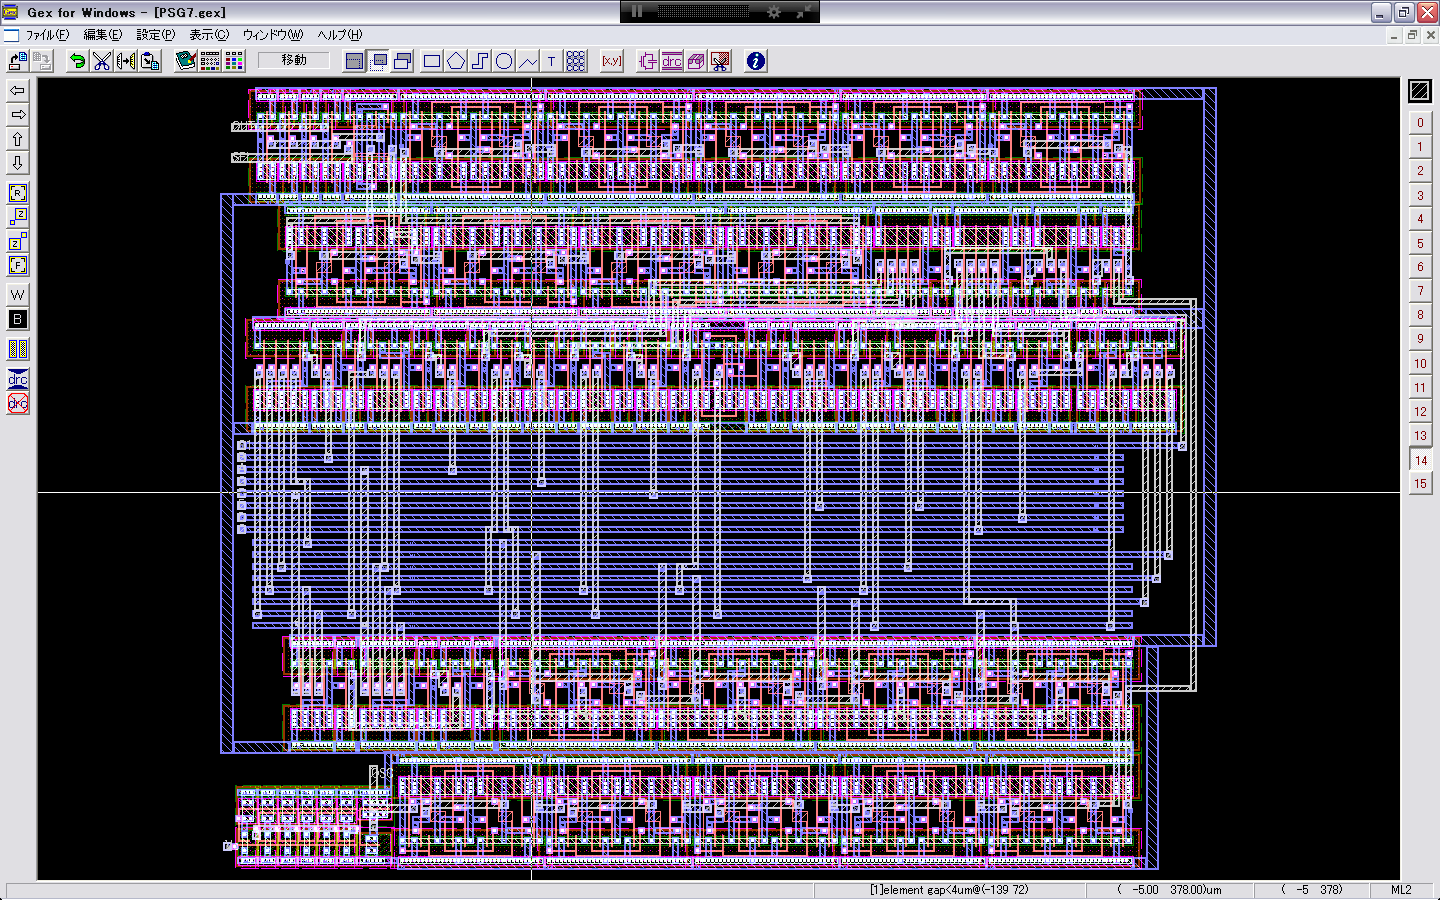 Gex for Windows - [PSG7.gex]
ファイル(F) 編集(E) 設定(P) 表示(C) ウィンドウ(W) ヘルプ(H)
移動
T
[x,y]
drc
R
Z
Z
F
W
B
drc
drc
0
1
2
3
4
5
6
7
8
9
10
11
12
13
14
15
OSC
[1]element gap<4um@(-139 72)
( -5.00 378.00)um
( -5 378)
ML2